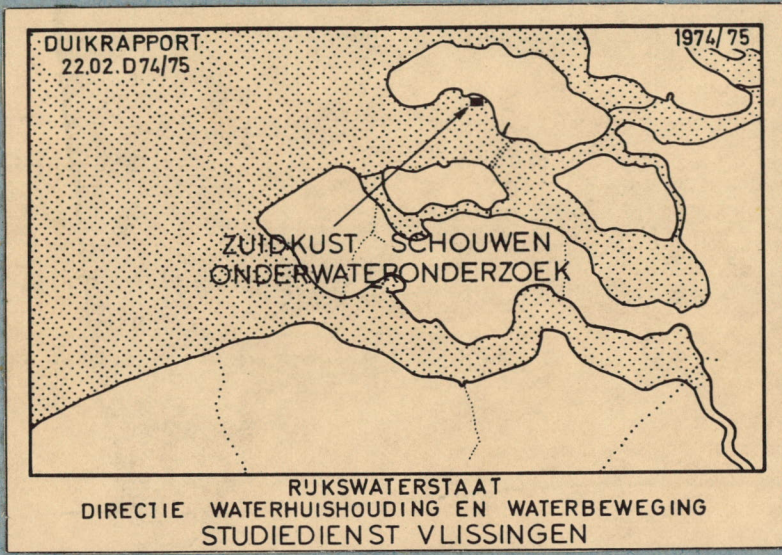 DUIKRAPPORT
22.02.D74/75
1974/75
ZUIDKUST SCHOUWEN
ONDERWATERONDERZOEK
RIJKSWATERSTAAT
DIRECTIE WATERHUISHOUDING EN WATERBEWEGING
STUDIEDIENST VLISSINGEN